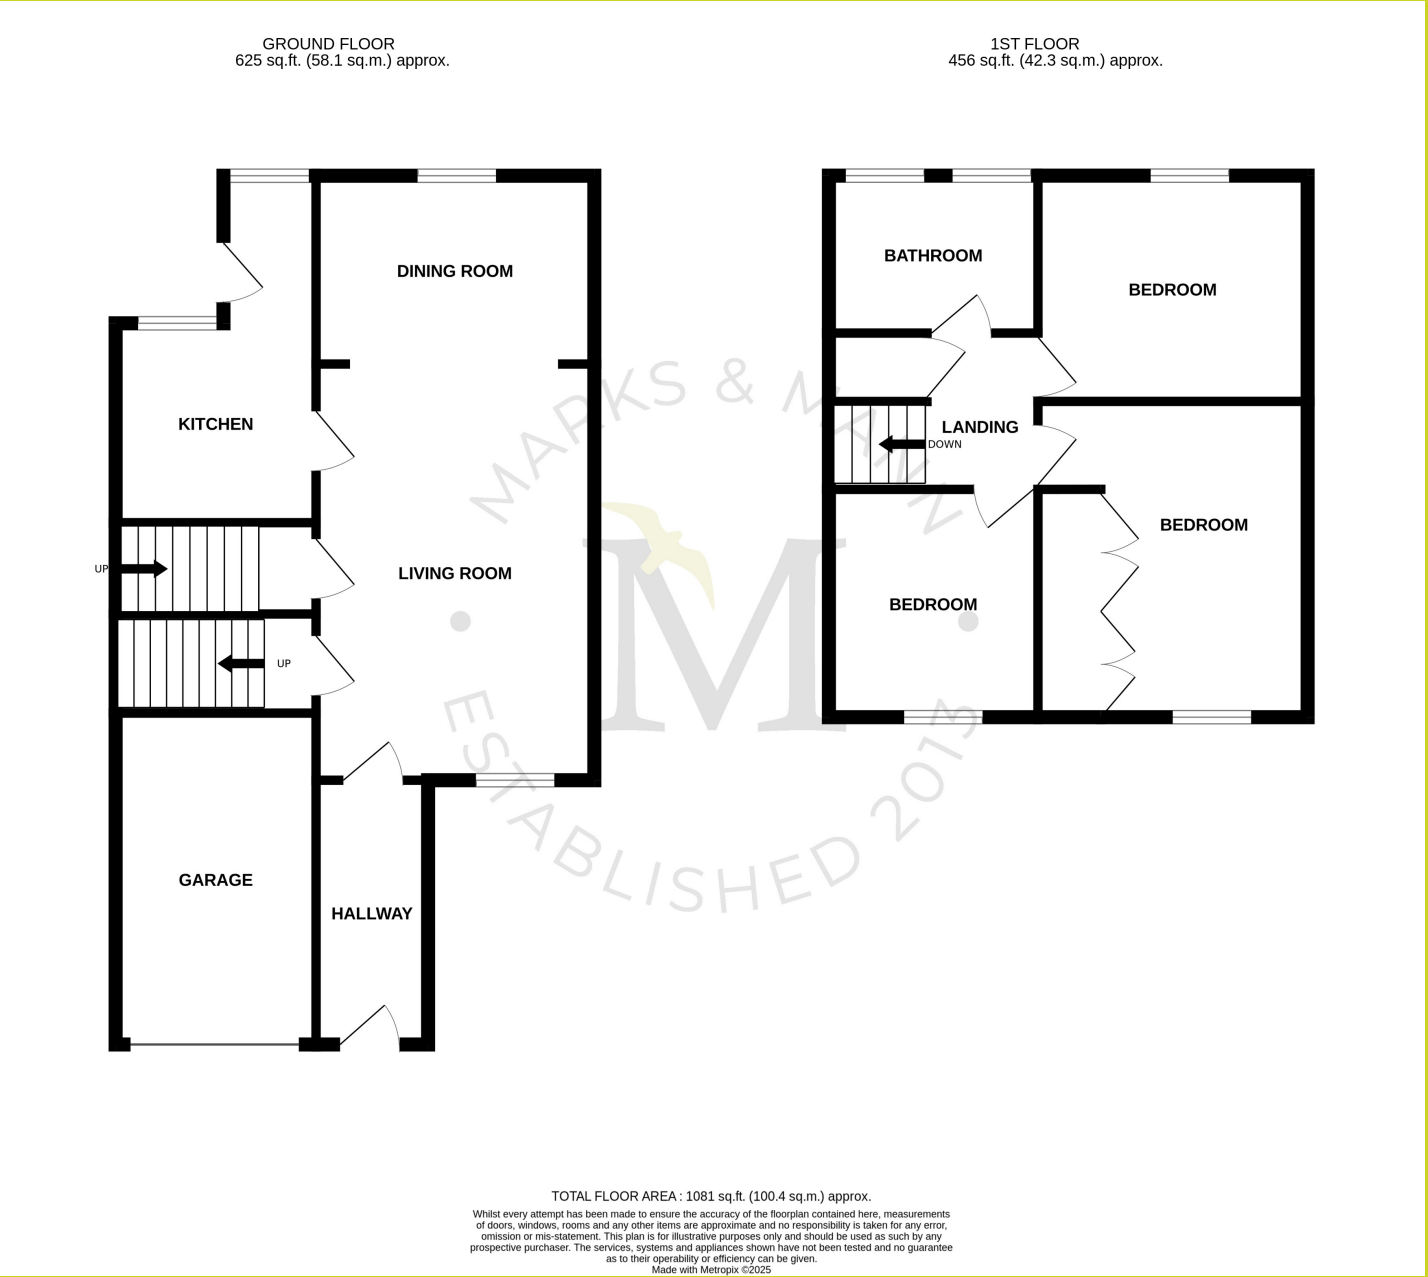 GROUND FLOOR
625 sq.ft. (58.1 sq.m.) approx.
1ST FLOOR
456 sq.ft. (42.3 sq.m.) approx.
DINING ROOM
KITCHEN
LIVING ROOM
UP
UP
GARAGE
HALLWAY
BATHROOM
BEDROOM
LANDING
DOWN
BEDROOM
BEDROOM
MARKS & MANN
M
ESTABLISHED 2013
TOTAL FLOOR AREA : 1081 sq.ft. (100.4 sq.m.) approx.
Whilst every attempt has been made to ensure the accuracy of the floorplan contained here, measurements
of doors, windows, rooms and any other items are approximate and no responsibility is taken for any error,
omission or mis-statement. This plan is for illustrative purposes only and should be used as such by any
prospective purchaser. The services, systems and appliances shown have not been tested and no guarantee
as to their operability or efficiency can be given.
Made with Metropix ©2025